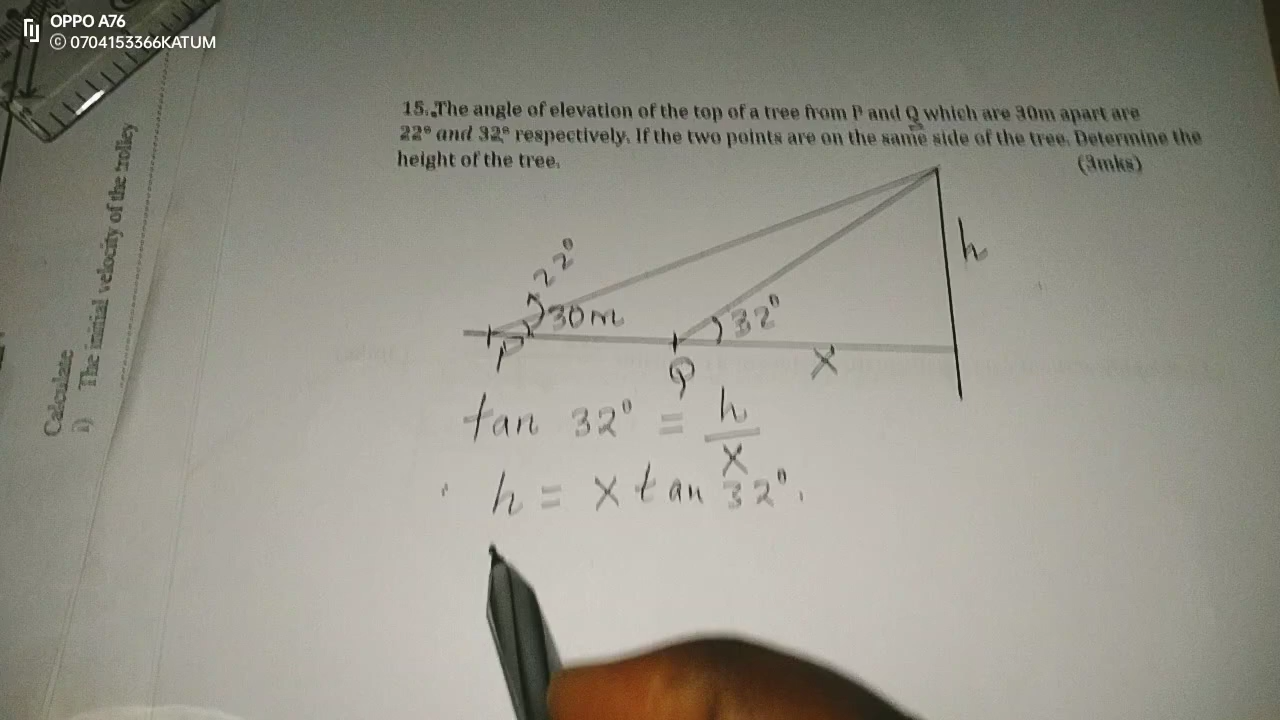 OPPO A76
© 0704153366KATUM
Calculate
i) The initial velocity of the trolley
15. The angle of elevation of the top of a tree from P and Q which are 30m apart are
22° and 32° respectively. If the two points are on the same side of the tree. Determine the
height of the tree. (3mks)
22°
30m
32°
h
P
Q
x
tan 32° = h/x
h = x tan 32°.